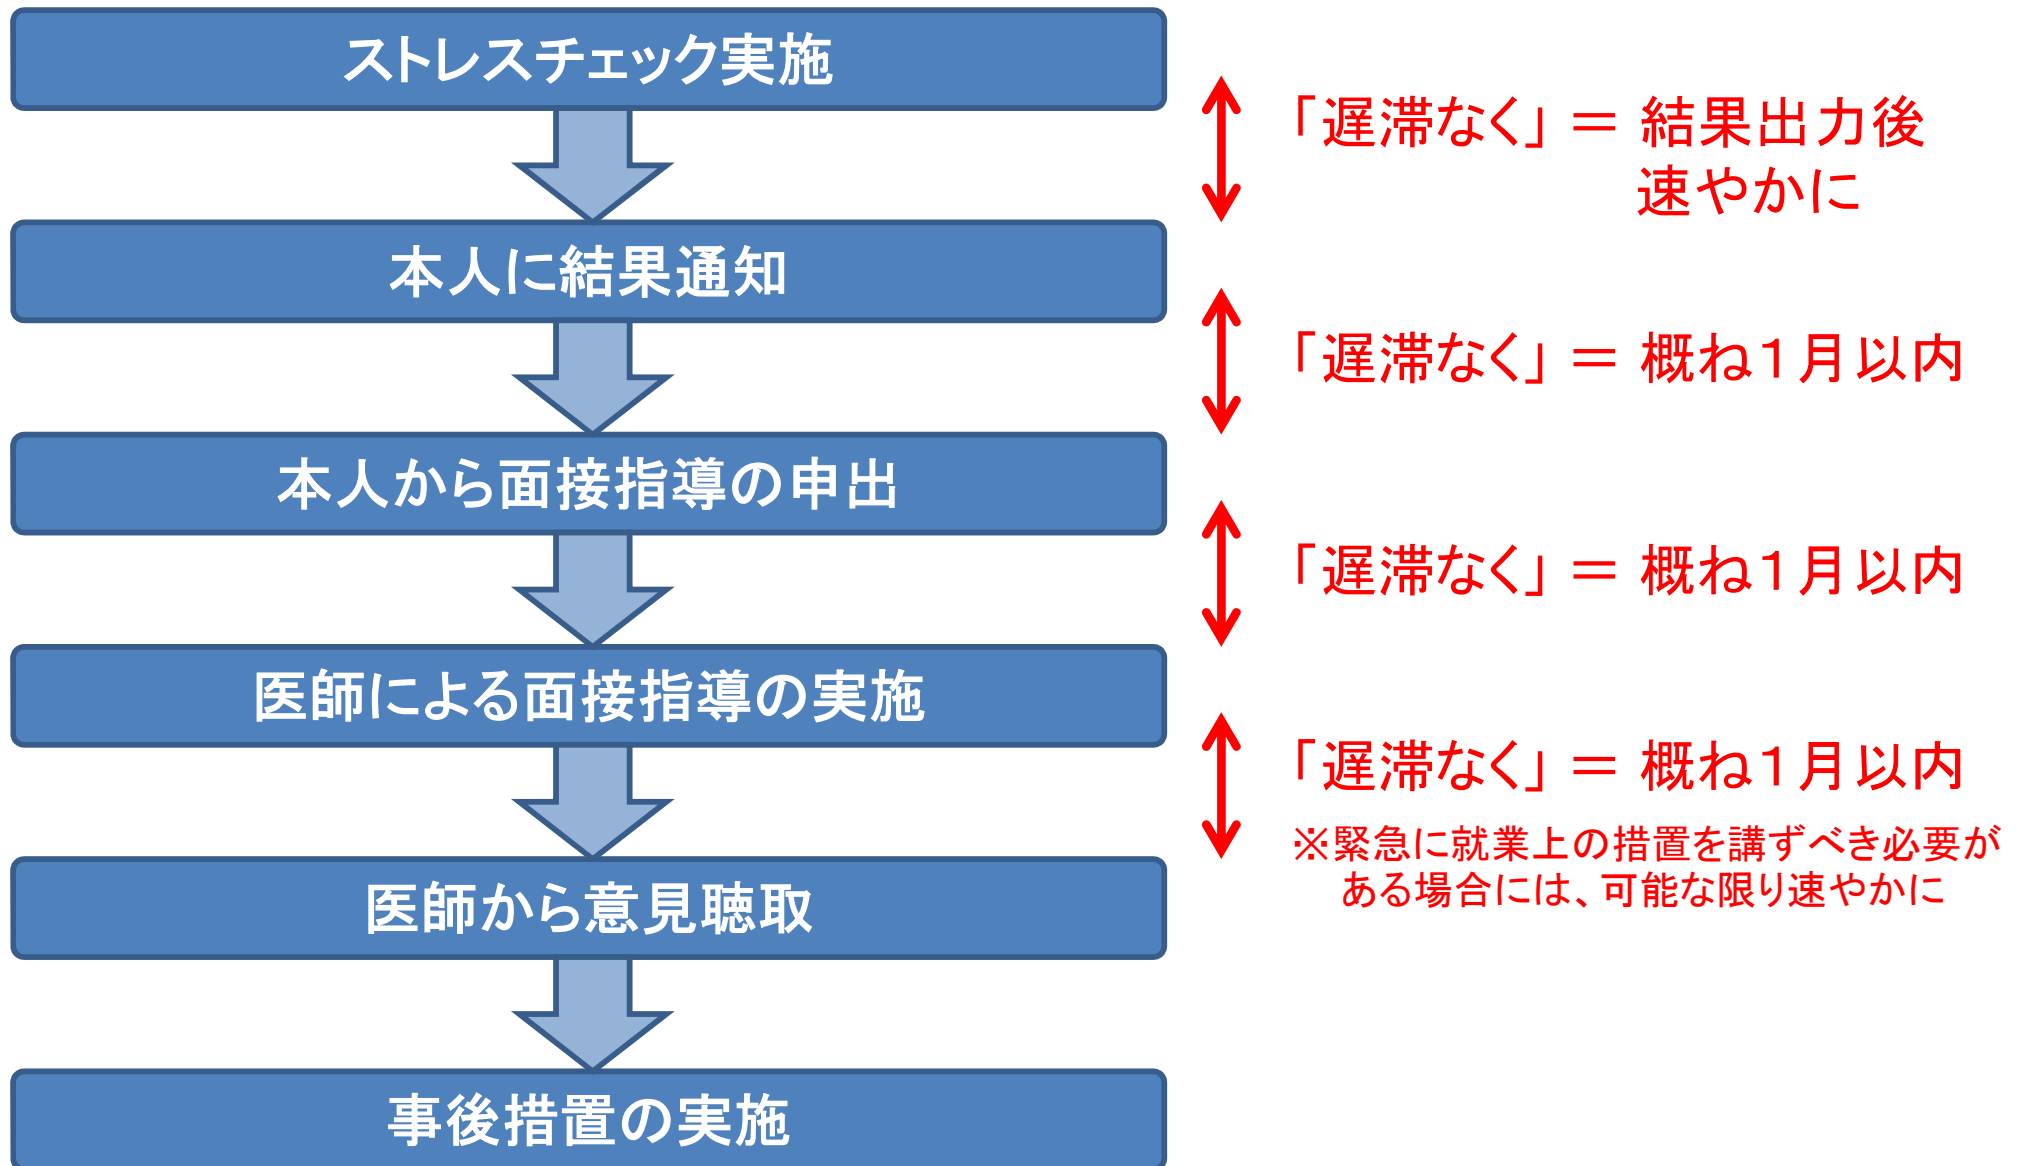 ストレスチェック実施
「遅滞なく」 ＝ 結果出力後
速やかに
本人に結果通知
「遅滞なく」 ＝ 概ね１月以内
本人から面接指導の申出
「遅滞なく」 ＝ 概ね１月以内
医師による面接指導の実施
「遅滞なく」 ＝ 概ね１月以内
※緊急に就業上の措置を講ずべき必要が
ある場合には、可能な限り速やかに
医師から意見聴取
事後措置の実施